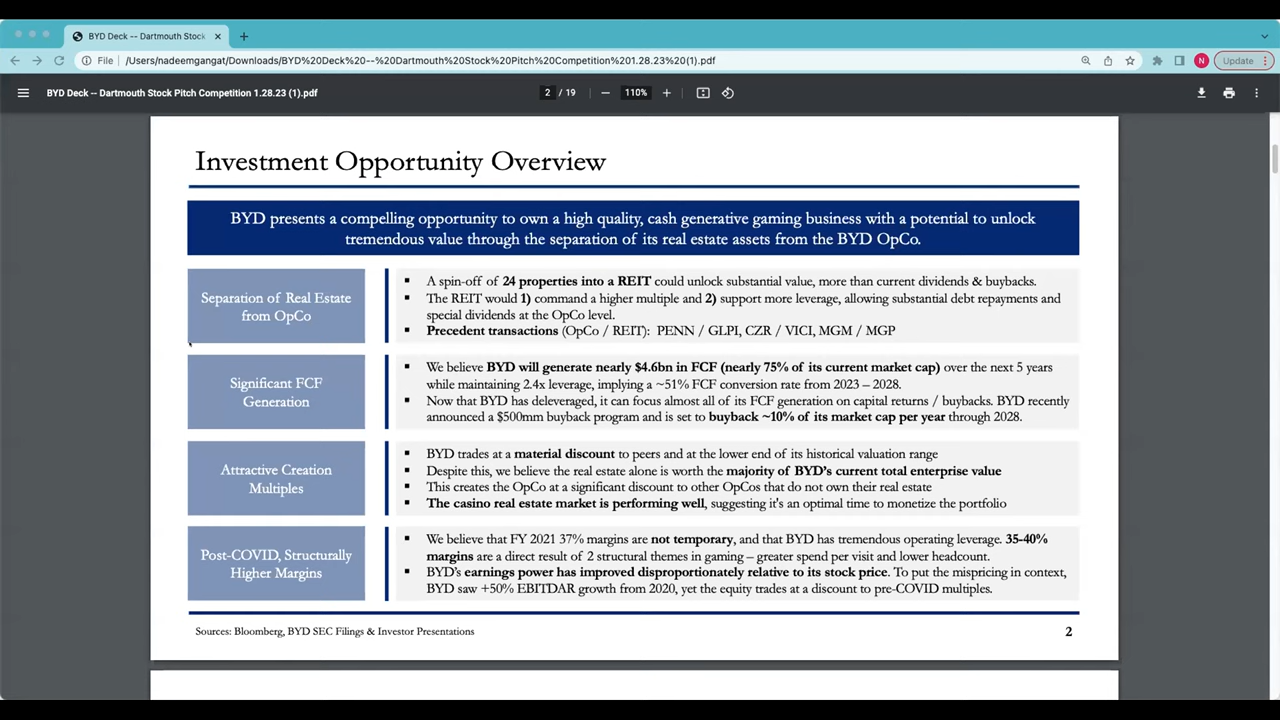 BYD Deck -- Dartmouth Stock
File
/Users/nadeemgangat/Downloads/BYD%20Deck%20--%20Dartmouth%20Stock%20Pitch%20Competition%201.28.23%20(1).pdf
N
Update
BYD Deck -- Dartmouth Stock Pitch Competition 1.28.23 (1).pdf
2 / 19
110%
Investment Opportunity Overview
BYD presents a compelling opportunity to own a high quality, cash generative gaming business with a potential to unlock
tremendous value through the separation of its real estate assets from the BYD OpCo.
Separation of Real Estate
from OpCo
▪ A spin-off of 24 properties into a REIT could unlock substantial value, more than current dividends & buybacks.
▪ The REIT would 1) command a higher multiple and 2) support more leverage, allowing substantial debt repayments and
special dividends at the OpCo level.
▪ Precedent transactions (OpCo / REIT): PENN / GLPI, CZR / VICI, MGM / MGP
Significant FCF
Generation
▪ We believe BYD will generate nearly $4.6bn in FCF (nearly 75% of its current market cap) over the next 5 years
while maintaining 2.4x leverage, implying a ~51% FCF conversion rate from 2023 – 2028.
▪ Now that BYD has deleveraged, it can focus almost all of its FCF generation on capital returns / buybacks. BYD recently
announced a $500mm buyback program and is set to buyback ~10% of its market cap per year through 2028.
Attractive Creation
Multiples
▪ BYD trades at a material discount to peers and at the lower end of its historical valuation range
▪ Despite this, we believe the real estate alone is worth the majority of BYD's current total enterprise value
▪ This creates the OpCo at a significant discount to other OpCos that do not own their real estate
▪ The casino real estate market is performing well, suggesting it's an optimal time to monetize the portfolio
Post-COVID, Structurally
Higher Margins
▪ We believe that FY 2021 37% margins are not temporary, and that BYD has tremendous operating leverage. 35-40%
margins are a direct result of 2 structural themes in gaming – greater spend per visit and lower headcount.
▪ BYD's earnings power has improved disproportionately relative to its stock price. To put the mispricing in context,
BYD saw +50% EBITDAR growth from 2020, yet the equity trades at a discount to pre-COVID multiples.
Sources: Bloomberg, BYD SEC Filings & Investor Presentations
2